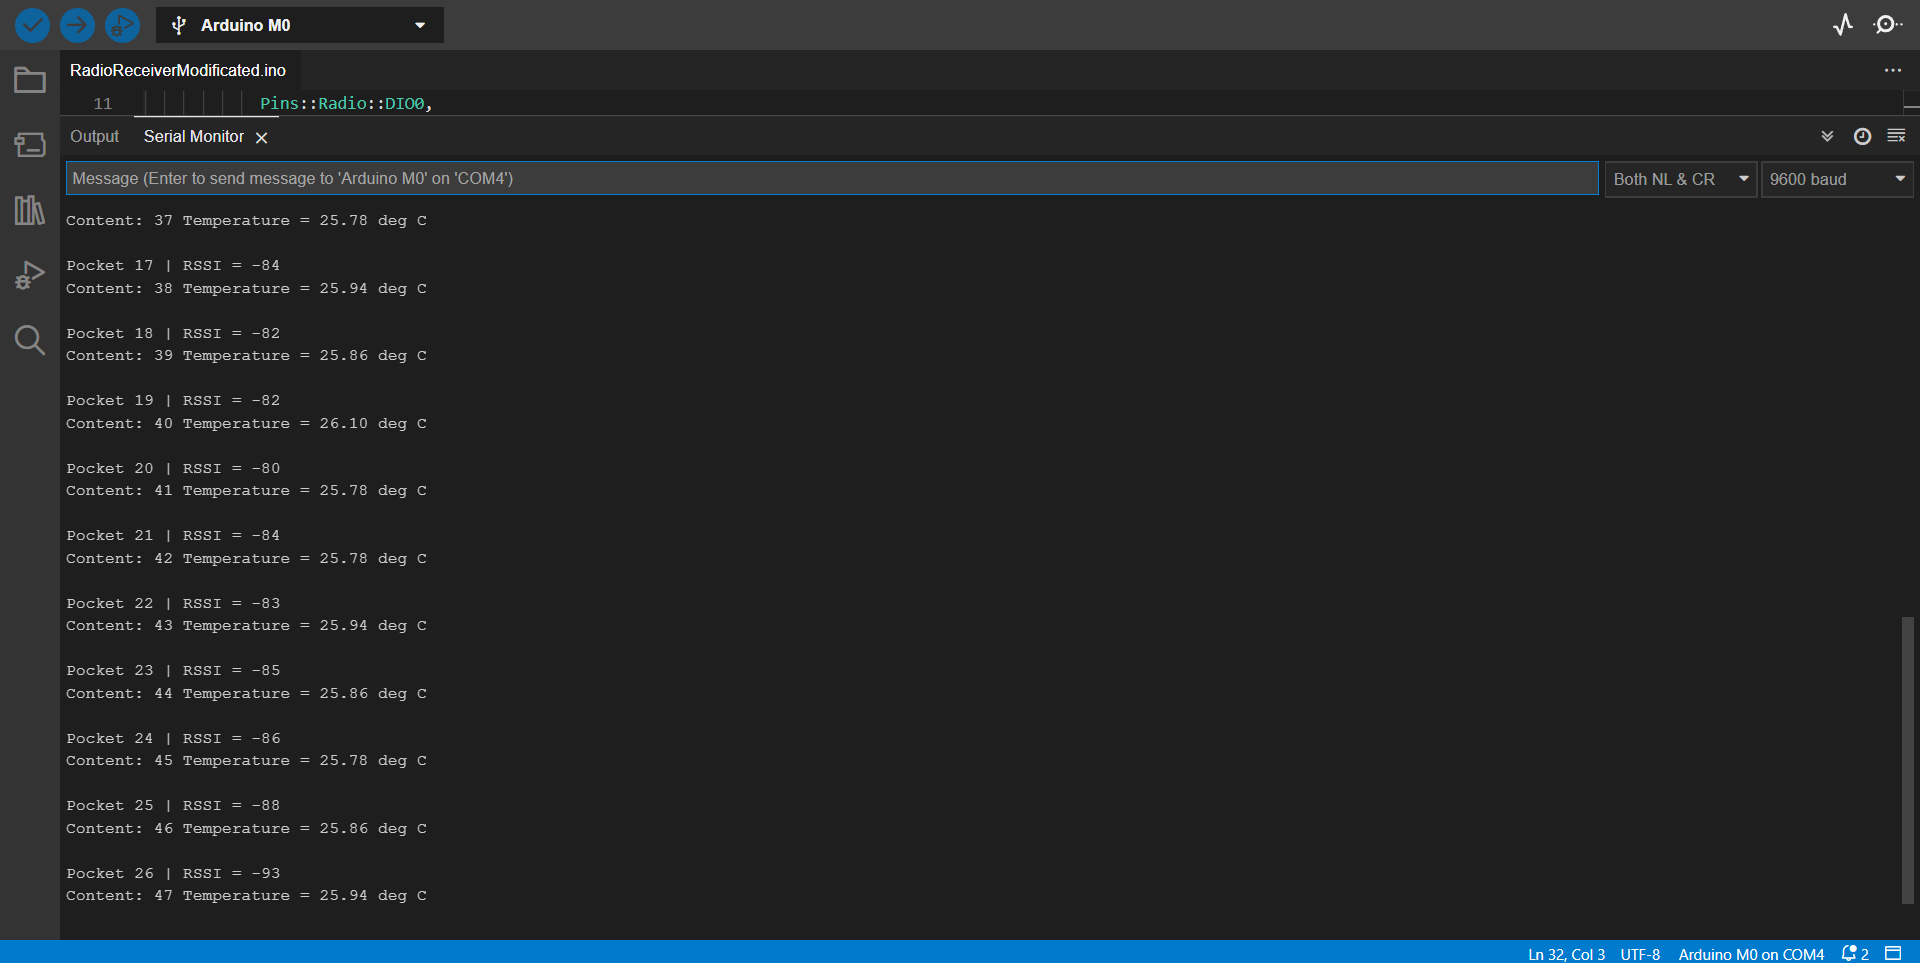 Arduino M0
RadioReceiverModificated.ino
11 Pins::Radio::DIO0,
Output Serial Monitor
Message (Enter to send message to 'Arduino M0' on 'COM4') Both NL & CR 9600 baud
Content: 37 Temperature = 25.78 deg C
Pocket 17 | RSSI = -84
Content: 38 Temperature = 25.94 deg C
Pocket 18 | RSSI = -82
Content: 39 Temperature = 25.86 deg C
Pocket 19 | RSSI = -82
Content: 40 Temperature = 26.10 deg C
Pocket 20 | RSSI = -80
Content: 41 Temperature = 25.78 deg C
Pocket 21 | RSSI = -84
Content: 42 Temperature = 25.78 deg C
Pocket 22 | RSSI = -83
Content: 43 Temperature = 25.94 deg C
Pocket 23 | RSSI = -85
Content: 44 Temperature = 25.86 deg C
Pocket 24 | RSSI = -86
Content: 45 Temperature = 25.78 deg C
Pocket 25 | RSSI = -88
Content: 46 Temperature = 25.86 deg C
Pocket 26 | RSSI = -93
Content: 47 Temperature = 25.94 deg C
Ln 32, Col 3 UTF-8 Arduino M0 on COM4 2